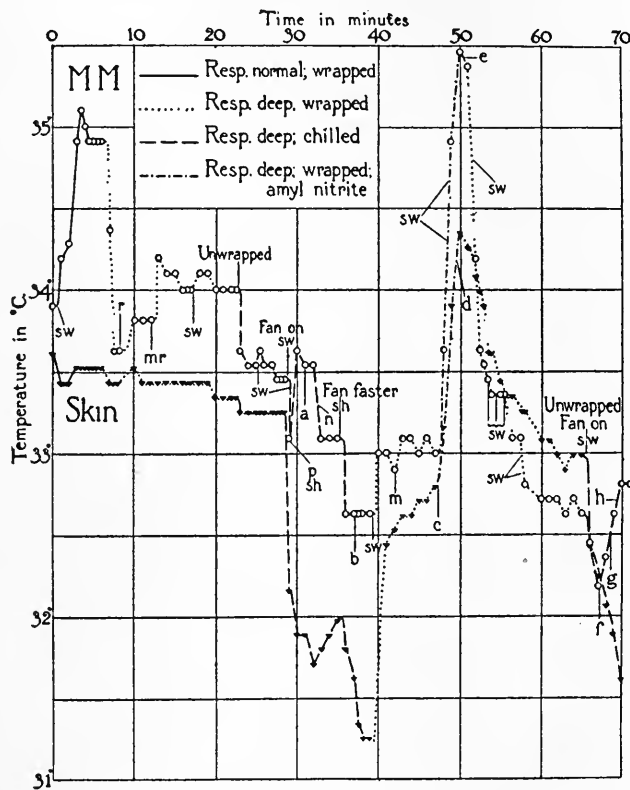 Time in minutes
0 10 20 30 40 50 60 70
MM
Resp. normal; wrapped
Resp. deep, wrapped
Resp. deep; chilled
Resp. deep; wrapped;
amyl nitrite
35°
34°
33°
32°
31°
Temperature in °C.
Skin
sw
r
mr
sw
Unwrapped
sw
Fan on
sw
sw
a
p
sh
n
Fan faster
sh
b
sw
m
c
sw
d
e
sw
sw
sw
Unwrapped
Fan on
sw
h
g
f